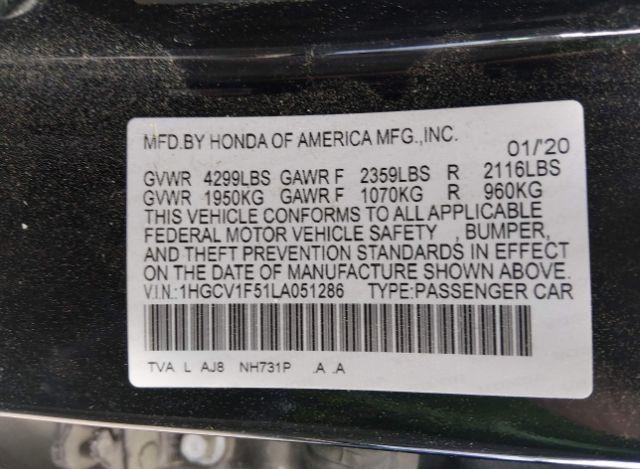 MFD.BY HONDA OF AMERICA MFG.,INC. 01/'20
GVWR 4299LBS GAWR F 2359LBS R 2116LBS
GVWR 1950KG GAWR F 1070KG R 960KG
THIS VEHICLE CONFORMS TO ALL APPLICABLE
FEDERAL MOTOR VEHICLE SAFETY , BUMPER,
AND THEFT PREVENTION STANDARDS IN EFFECT
ON THE DATE OF MANUFACTURE SHOWN ABOVE.
V.I.N.:1HGCV1F51LA051286 TYPE:PASSENGER CAR
TVA L AJ8 NH731P .A .A